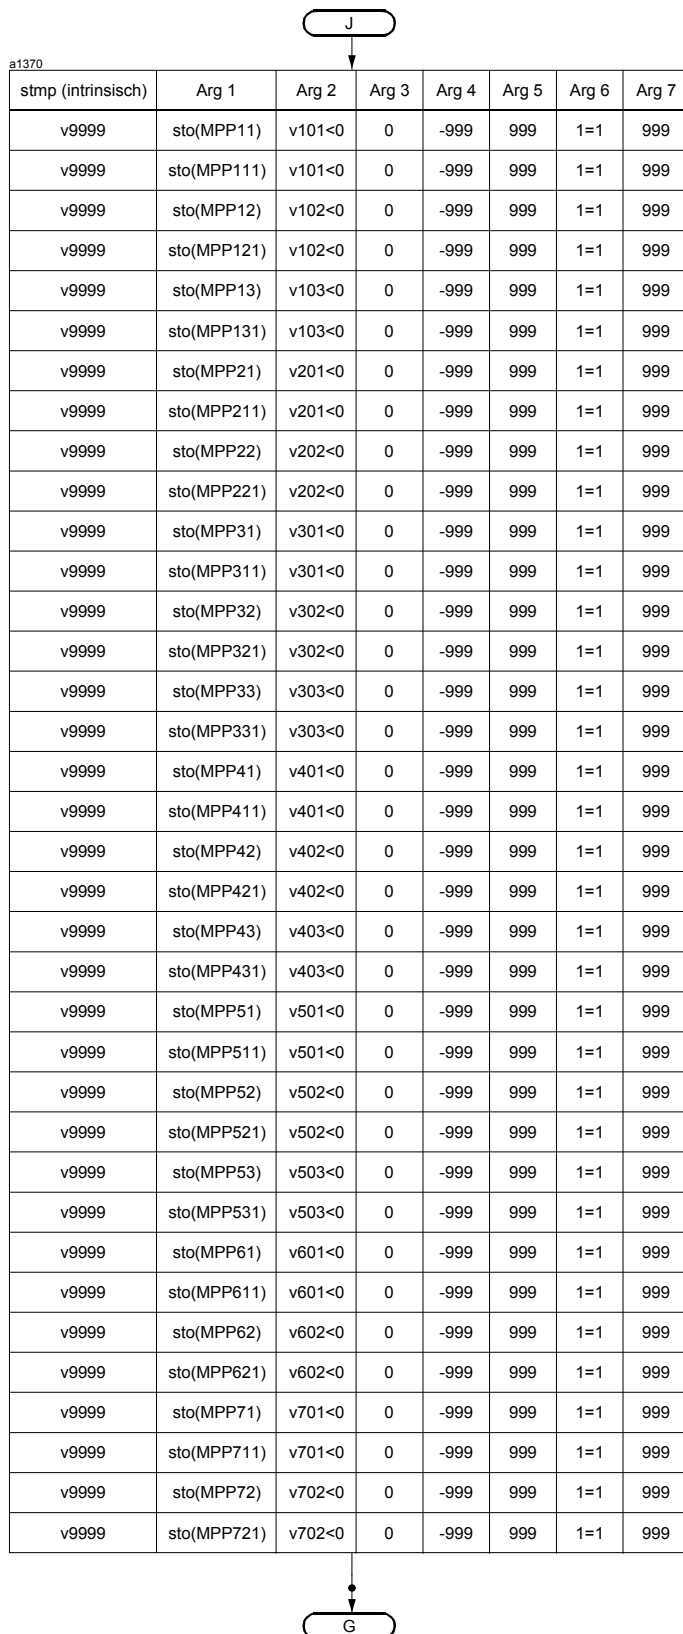 J
a1370
stmp (intrinsisch) Arg 1 Arg 2 Arg 3 Arg 4 Arg 5 Arg 6 Arg 7
v9999 sto(MPP11) v101<0 0 -999 999 1=1 999
v9999 sto(MPP111) v101<0 0 -999 999 1=1 999
v9999 sto(MPP12) v102<0 0 -999 999 1=1 999
v9999 sto(MPP121) v102<0 0 -999 999 1=1 999
v9999 sto(MPP13) v103<0 0 -999 999 1=1 999
v9999 sto(MPP131) v103<0 0 -999 999 1=1 999
v9999 sto(MPP21) v201<0 0 -999 999 1=1 999
v9999 sto(MPP211) v201<0 0 -999 999 1=1 999
v9999 sto(MPP22) v202<0 0 -999 999 1=1 999
v9999 sto(MPP221) v202<0 0 -999 999 1=1 999
v9999 sto(MPP31) v301<0 0 -999 999 1=1 999
v9999 sto(MPP311) v301<0 0 -999 999 1=1 999
v9999 sto(MPP32) v302<0 0 -999 999 1=1 999
v9999 sto(MPP321) v302<0 0 -999 999 1=1 999
v9999 sto(MPP33) v303<0 0 -999 999 1=1 999
v9999 sto(MPP331) v303<0 0 -999 999 1=1 999
v9999 sto(MPP41) v401<0 0 -999 999 1=1 999
v9999 sto(MPP411) v401<0 0 -999 999 1=1 999
v9999 sto(MPP42) v402<0 0 -999 999 1=1 999
v9999 sto(MPP421) v402<0 0 -999 999 1=1 999
v9999 sto(MPP43) v403<0 0 -999 999 1=1 999
v9999 sto(MPP431) v403<0 0 -999 999 1=1 999
v9999 sto(MPP51) v501<0 0 -999 999 1=1 999
v9999 sto(MPP511) v501<0 0 -999 999 1=1 999
v9999 sto(MPP52) v502<0 0 -999 999 1=1 999
v9999 sto(MPP521) v502<0 0 -999 999 1=1 999
v9999 sto(MPP53) v503<0 0 -999 999 1=1 999
v9999 sto(MPP531) v503<0 0 -999 999 1=1 999
v9999 sto(MPP61) v601<0 0 -999 999 1=1 999
v9999 sto(MPP611) v601<0 0 -999 999 1=1 999
v9999 sto(MPP62) v602<0 0 -999 999 1=1 999
v9999 sto(MPP621) v602<0 0 -999 999 1=1 999
v9999 sto(MPP71) v701<0 0 -999 999 1=1 999
v9999 sto(MPP711) v701<0 0 -999 999 1=1 999
v9999 sto(MPP72) v702<0 0 -999 999 1=1 999
v9999 sto(MPP721) v702<0 0 -999 999 1=1 999
G